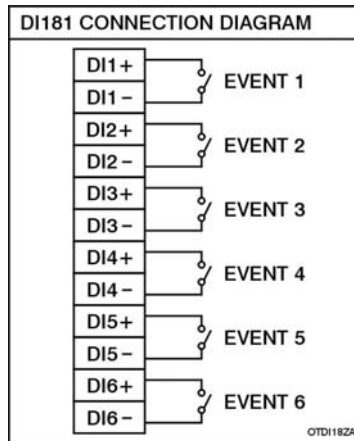 DI181 CONNECTION DIAGRAM
DI1+
DI1−
EVENT 1
DI2+
DI2−
EVENT 2
DI3+
DI3−
EVENT 3
DI4+
DI4−
EVENT 4
DI5+
DI5−
EVENT 5
DI6+
DI6−
EVENT 6
OTDI18ZA